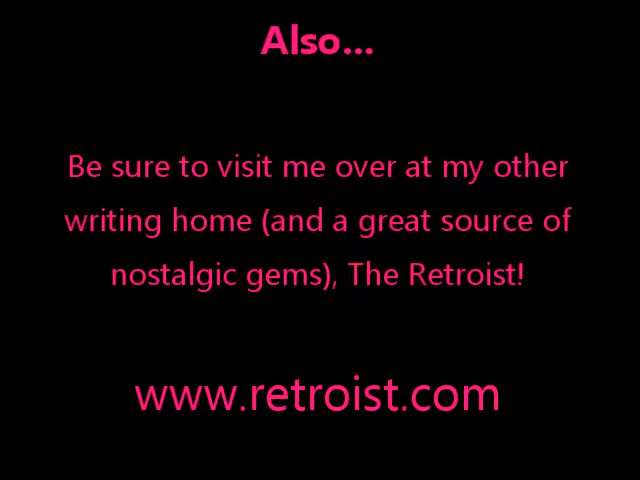 Also...
Be sure to visit me over at my other
writing home (and a great source of
nostalgic gems), The Retroist!
www.retroist.com